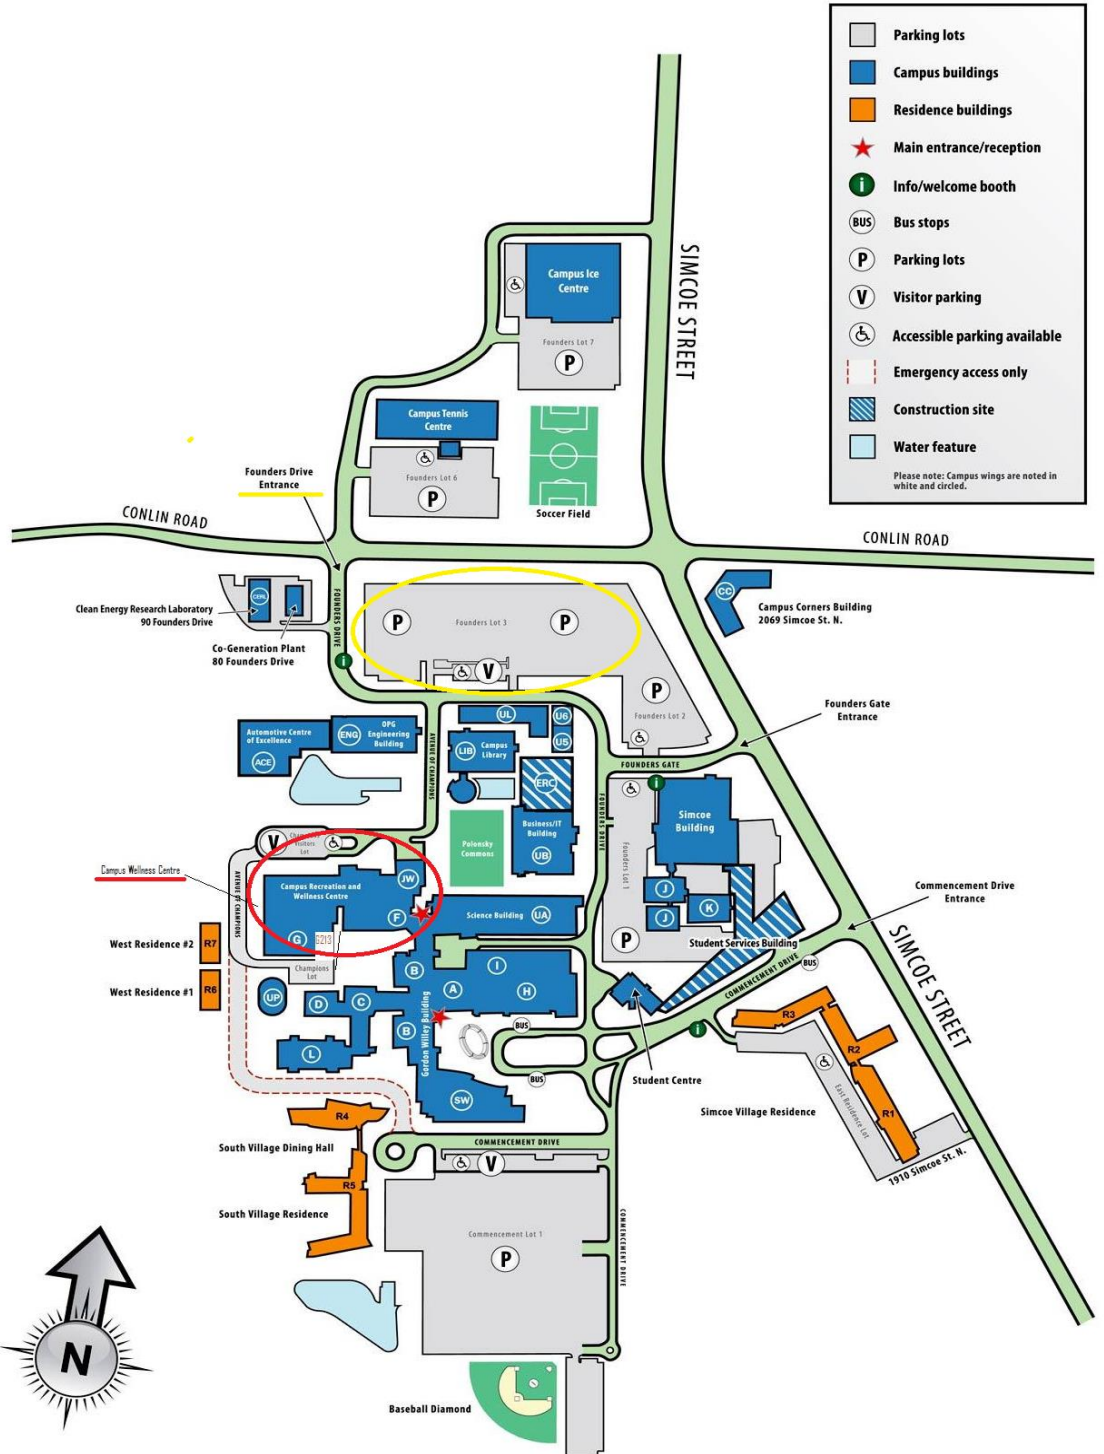 Parking lots
Campus buildings
Residence buildings
Main entrance/reception
i
Info/welcome booth
BUS
Bus stops
P
Parking lots
V
Visitor parking
Accessible parking available
Emergency access only
Construction site
Water feature
Please note: Campus wings are noted in
white and circled.
SIMCOE STREET
Campus Ice
Centre
Founders Lot 7
P
Campus Tennis
Centre
Founders Lot 6
P
Soccer Field
Founders Drive
Entrance
CONLIN ROAD
CONLIN ROAD
CERL
Clean Energy Research Laboratory
90 Founders Drive
Co-Generation Plant
80 Founders Drive
FOUNDERS DRIVE
i
P
Founders Lot 3
P
V
P
Founders Lot 2
CC
Campus Corners Building
2069 Simcoe St. N.
Founders Gate
Entrance
FOUNDERS GATE
Automotive Centre
of Excellence
ACE
ENG
OPG
Engineering
Building
AVENUE OF CHAMPIONS
UL
U6
U5
LIB
Campus
Library
ERC
Business/IT
Building
UB
Polonsky
Commons
FOUNDERS DRIVE
i
Simcoe
Building
Founders Lot 1
P
J
J
K
Student Services Building
Commencement Drive
Entrance
SIMCOE STREET
V
Champions
Visitors
Lot
Campus Wellness Centre
AVENUE OF CHAMPIONS
Campus Recreation and
Wellness Centre
JW
F
G
G213
Champions
Lot
Science Building
UA
West Residence #2
R7
West Residence #1
R6
UP
D
C
B
A
I
H
B
L
Gordon Willey Building
SW
BUS
BUS
BUS
COMMENCEMENT DRIVE
i
Student Centre
R3
R2
R1
East Residence Lot
Simcoe Village Residence
1910 Simcoe St. N.
R4
South Village Dining Hall
R5
South Village Residence
COMMENCEMENT DRIVE
V
Commencement Lot 1
P
COMMENCEMENT DRIVE
N
Baseball Diamond